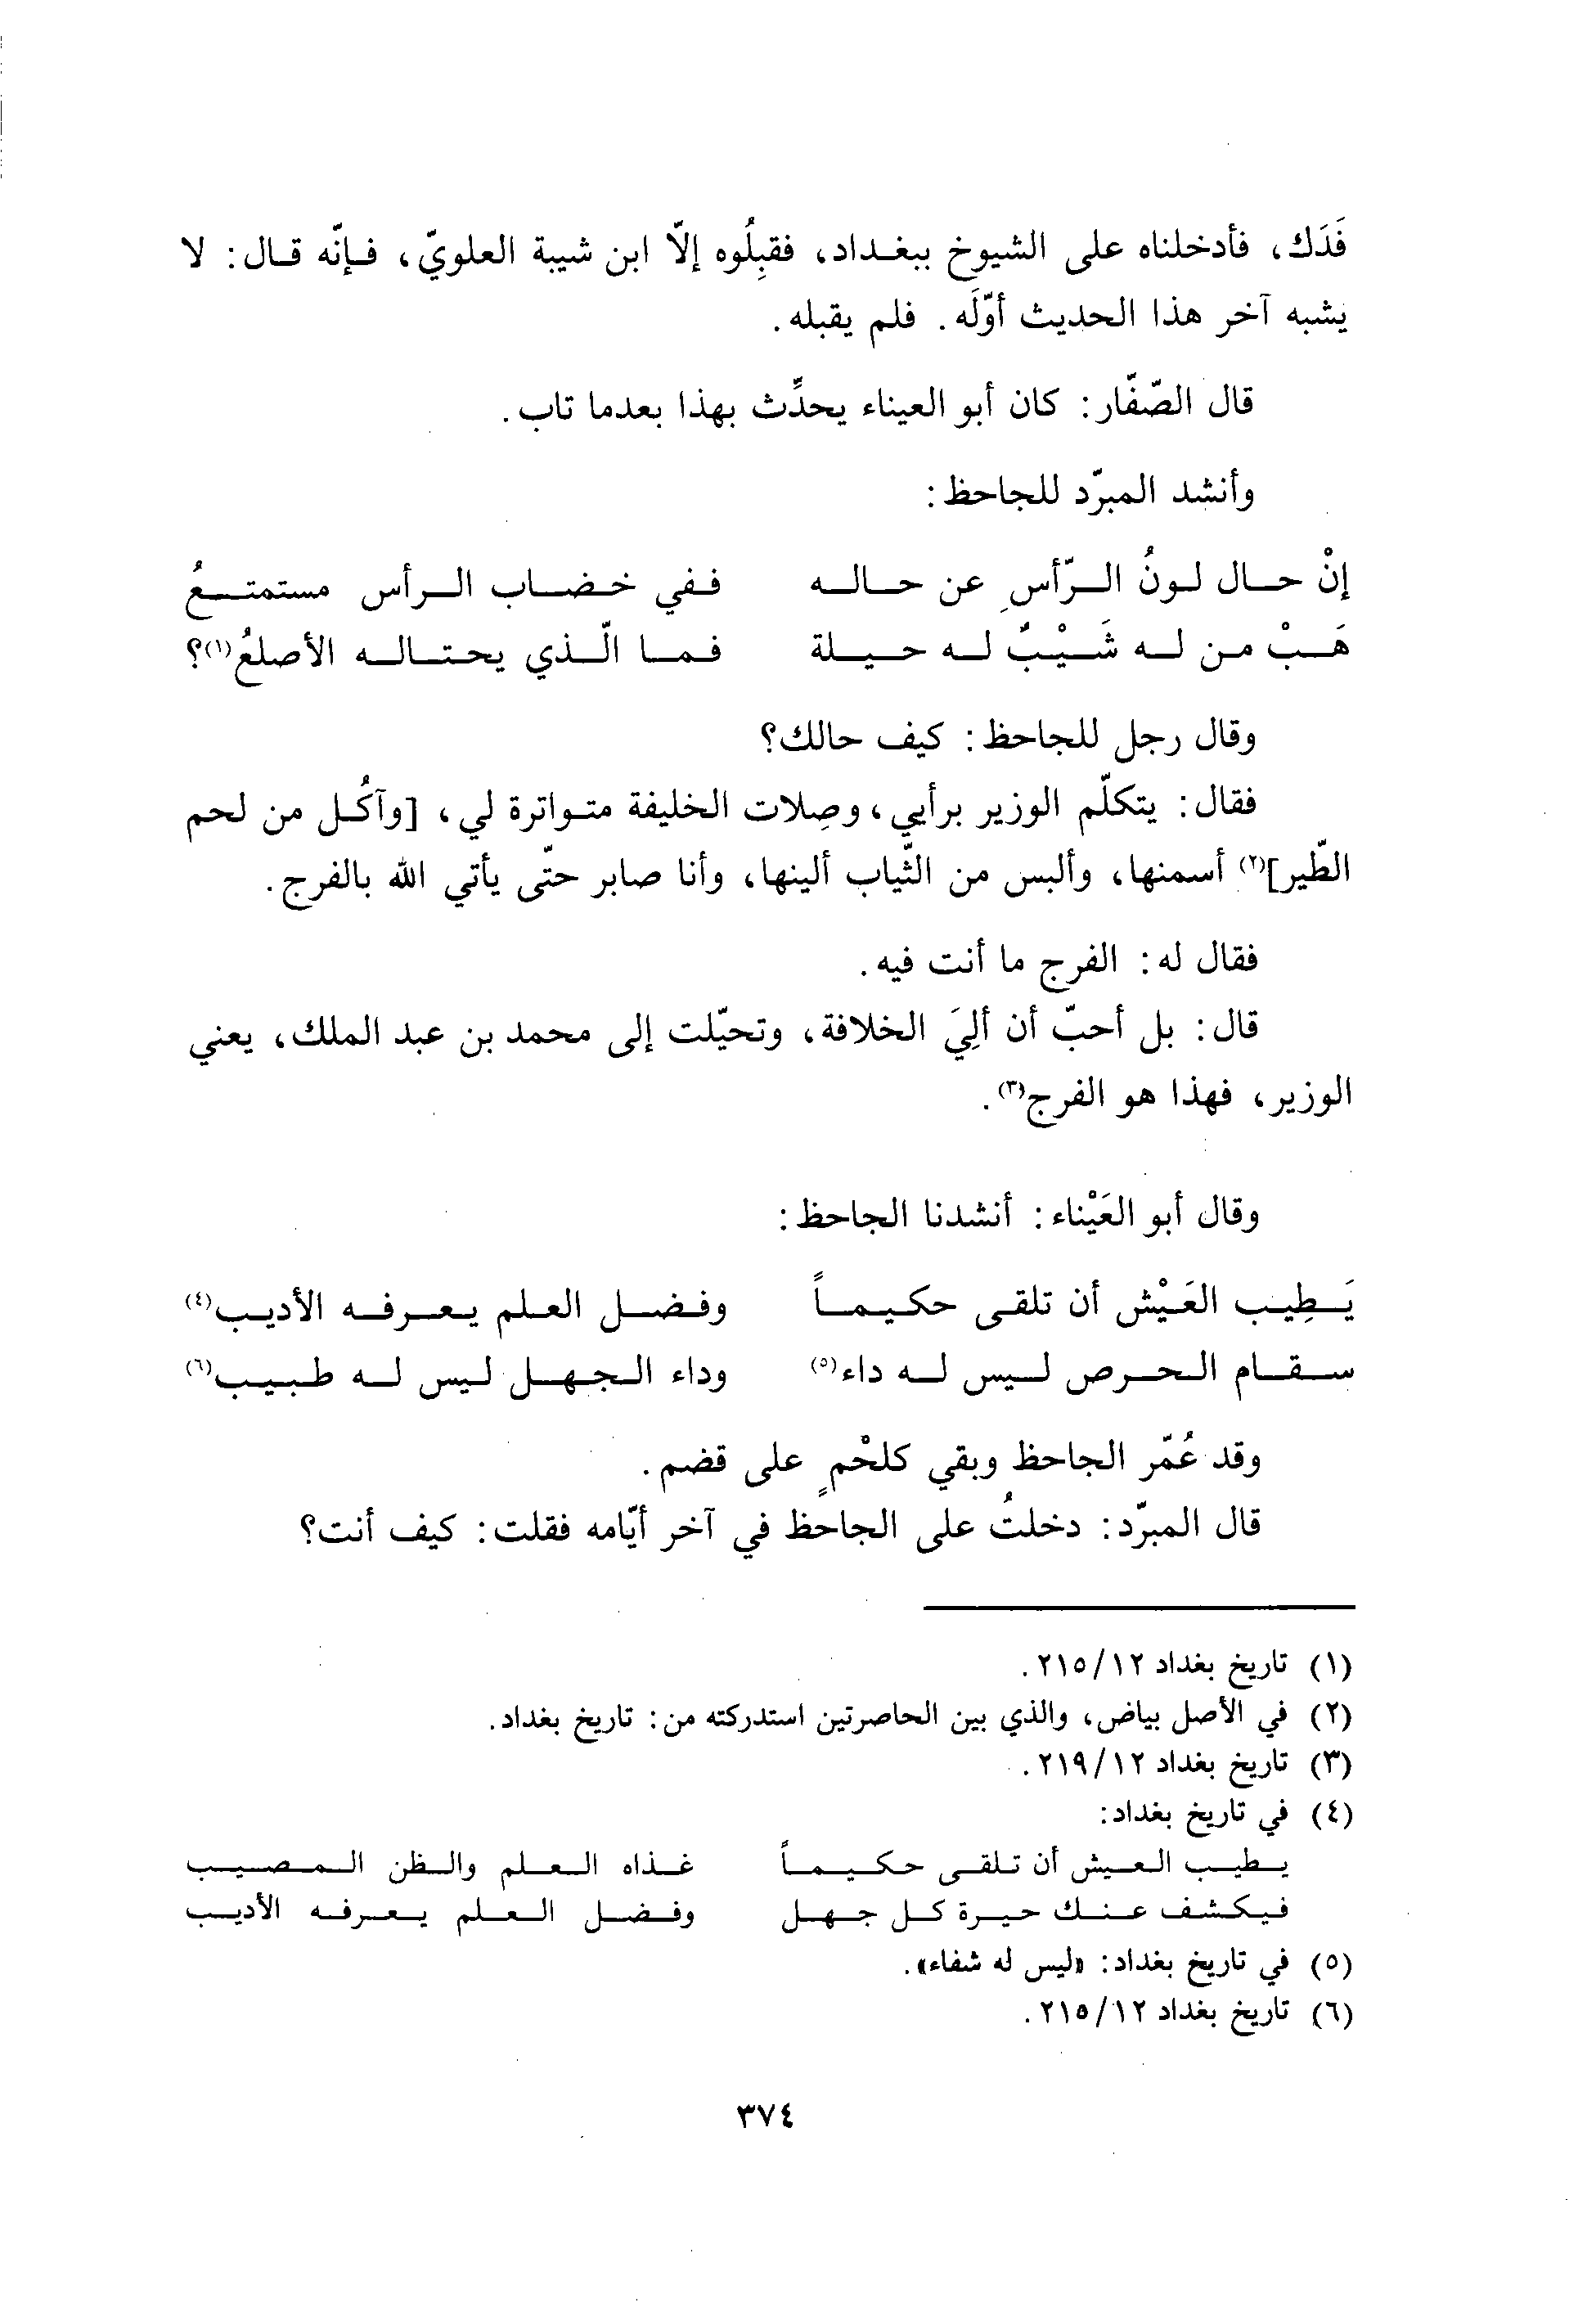 فَدَك، فأدخلناه على الشيوخ ببغداد، فقبِلُوه إلاّ ابن شيبة العلويّ، فإنّه قال: لا
يشبه آخر هذا الحديث أوّلَه. فلم يقبله.
قال الصّفّار: كان أبو العيناء يحدِّث بهذا بعدما تاب.
وأنشد المبرّد للجاحظ:
إنْ حال لونُ الرّأسِ عن حاله ففي خضاب الرأس مستمتعُ
هَبْ من له شَيْبٌ له حيلة فما الّذي يحتاله الأصلعُ(١)؟
وقال رجل للجاحظ: كيف حالك؟
فقال: يتكلّم الوزير برأيي، وصِلات الخليفة متواترة لي، [وآكُل من لحم
الطّير](٢) أسمنها، وألبس من الثّياب ألينها، وأنا صابر حتّى يأتي الله بالفرج.
فقال له: الفرج ما أنت فيه.
قال: بل أحبّ أن ألِيَ الخلافة، وتحيّلت إلى محمد بن عبد الملك، يعني
الوزير، فهذا هو الفرج(٣).
وقال أبو العَيْناء: أنشدنا الجاحظ:
يَطِيب العَيْش أن تلقى حكيماً وفضل العلم يعرفه الأديب(٤)
سقام الحرص ليس له داء(٥) وداء الجهل ليس له طبيب(٦)
وقد عُمّر الجاحظ وبقي كلحْمٍ على قضم.
قال المبرّد: دخلتُ على الجاحظ في آخر أيّامه فقلت: كيف أنت؟
(١) تاريخ بغداد ٢١٥/١٢.
(٢) في الأصل بياض، والذي بين الحاصرتين استدركته من: تاريخ بغداد.
(٣) تاريخ بغداد ٢١٩/١٢.
(٤) في تاريخ بغداد:
يطيب العيش أن تلقى حكيماً غذاه العلم والظن المصيب
فيكشف عنك حيرة كل جهل وفضل العلم يعرفه الأديب
(٥) في تاريخ بغداد: «ليس له شفاء».
(٦) تاريخ بغداد ٢١٥/١٢.
٣٧٤